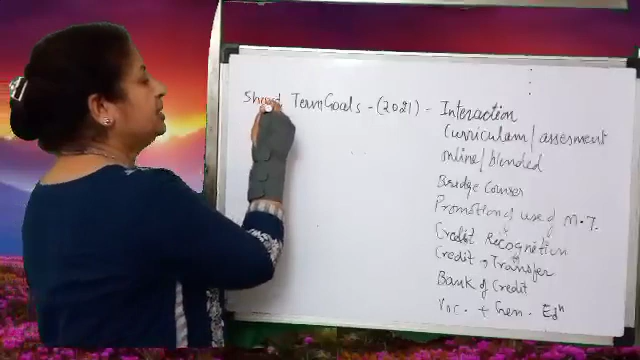 Short Term Goals - (2021) - Interaction
Curriculam / assesment
online / blended
Bridge Courses
Promotion of use of M.T.
Credit Recognition
Credit Transfer
Bank of Credit
Voc. + Gen. Edⁿ